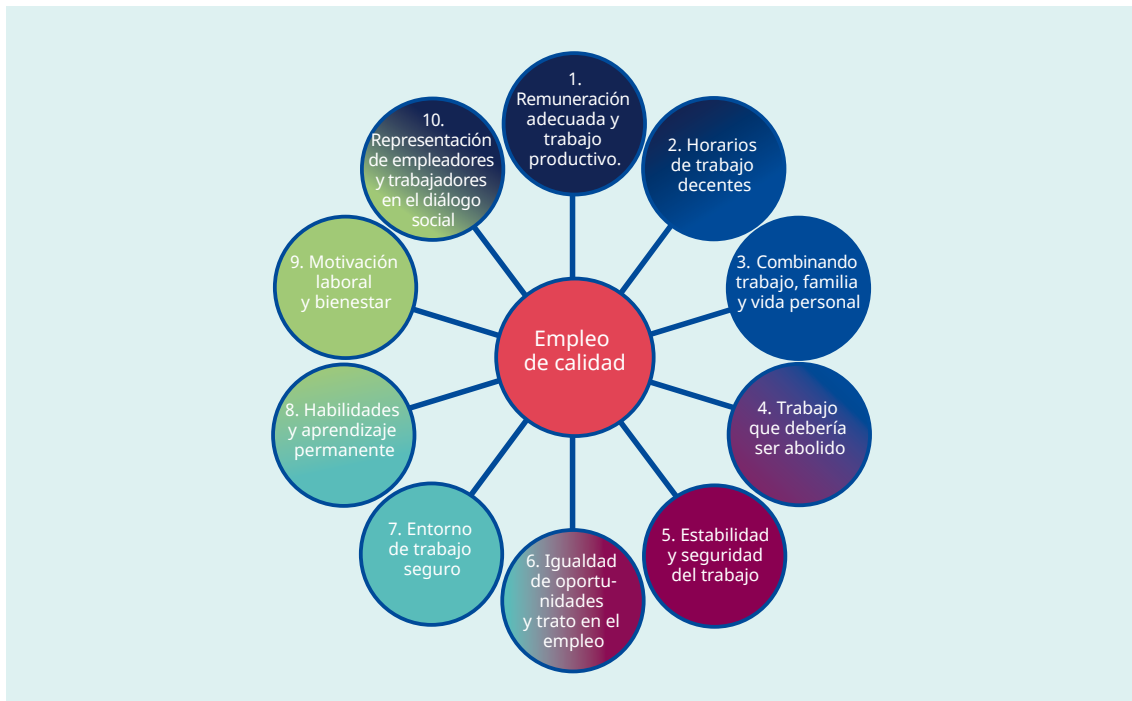 1.
Remuneración
adecuada y
trabajo
productivo.
2. Horarios
de trabajo
decentes
3. Combinando
trabajo, familia
y vida personal
4. Trabajo
que debería
ser abolido
5. Estabilidad
y seguridad
del trabajo
6. Igualdad
de oportu-
nidades
y trato en el
empleo
7. Entorno
de trabajo
seguro
8. Habilidades
y aprendizaje
permanente
9. Motivación
laboral
y bienestar
10.
Representación
de empleadores
y trabajadores
en el diálogo
social
Empleo
de calidad